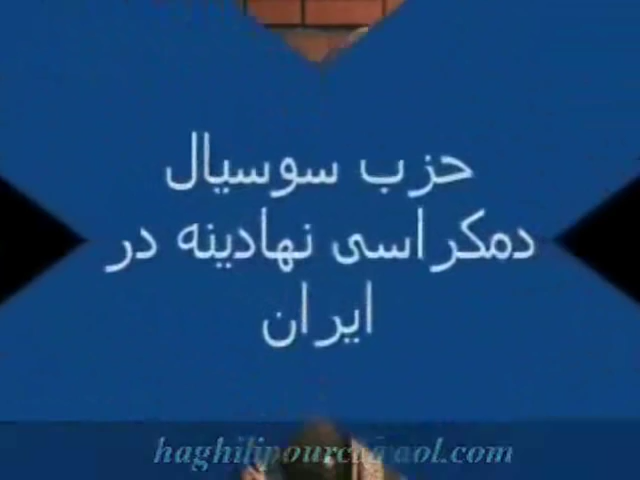 حزب سوسیال
دمکراسی نهادینه در
ایران